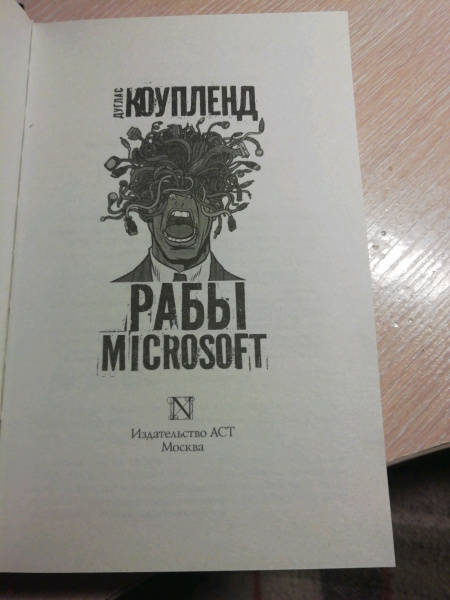 ДУГЛАС
КОУПЛЕНД
РАБЫ
MICROSOFT
N
Издательство АСТ
Москва